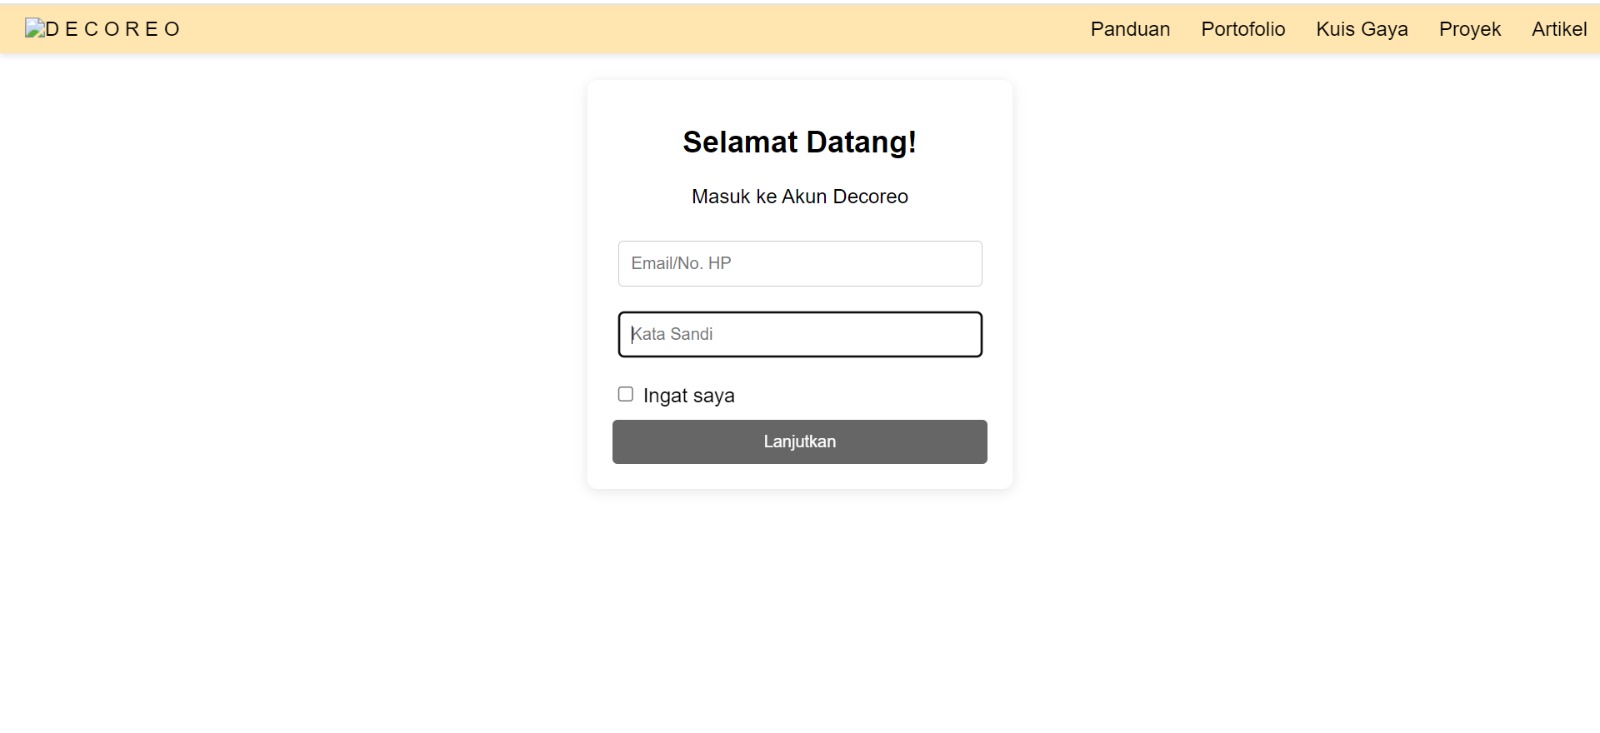 D E C O R E O
Panduan Portofolio Kuis Gaya Proyek Artikel
Selamat Datang!
Masuk ke Akun Decoreo
Email/No. HP
Kata Sandi
Ingat saya
Lanjutkan